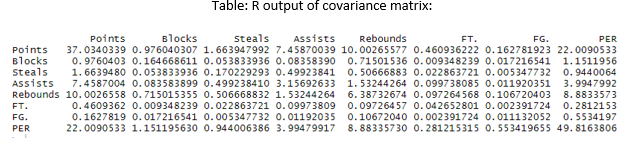 Table: R output of covariance matrix:
Points Blocks Steals Assists Rebounds FT. FG. PER
Points 37.0340339 0.976040307 1.663947992 7.45870039 10.00265577 0.460936222 0.162781923 22.0090533
Blocks 0.9760403 0.164668611 0.053833936 0.08358390 0.71501536 0.009348239 0.017216541 1.1511956
Steals 1.6639480 0.053833936 0.170229293 0.49923841 0.50666883 0.022863721 0.005347732 0.9440064
Assists 7.4587004 0.083583899 0.499238410 3.15692633 1.53244264 0.099738085 0.011920351 3.9947992
Rebounds 10.0026558 0.715015355 0.506668832 1.53244264 6.38732674 0.097264568 0.106720403 8.8833573
FT. 0.4609362 0.009348239 0.022863721 0.09973809 0.09726457 0.042652801 0.002391724 0.2812153
FG. 0.1627819 0.017216541 0.005347732 0.01192035 0.10672040 0.002391724 0.011132052 0.5534197
PER 22.0090533 1.151195630 0.944006386 3.99479917 8.88335730 0.281215315 0.553419655 49.8163806